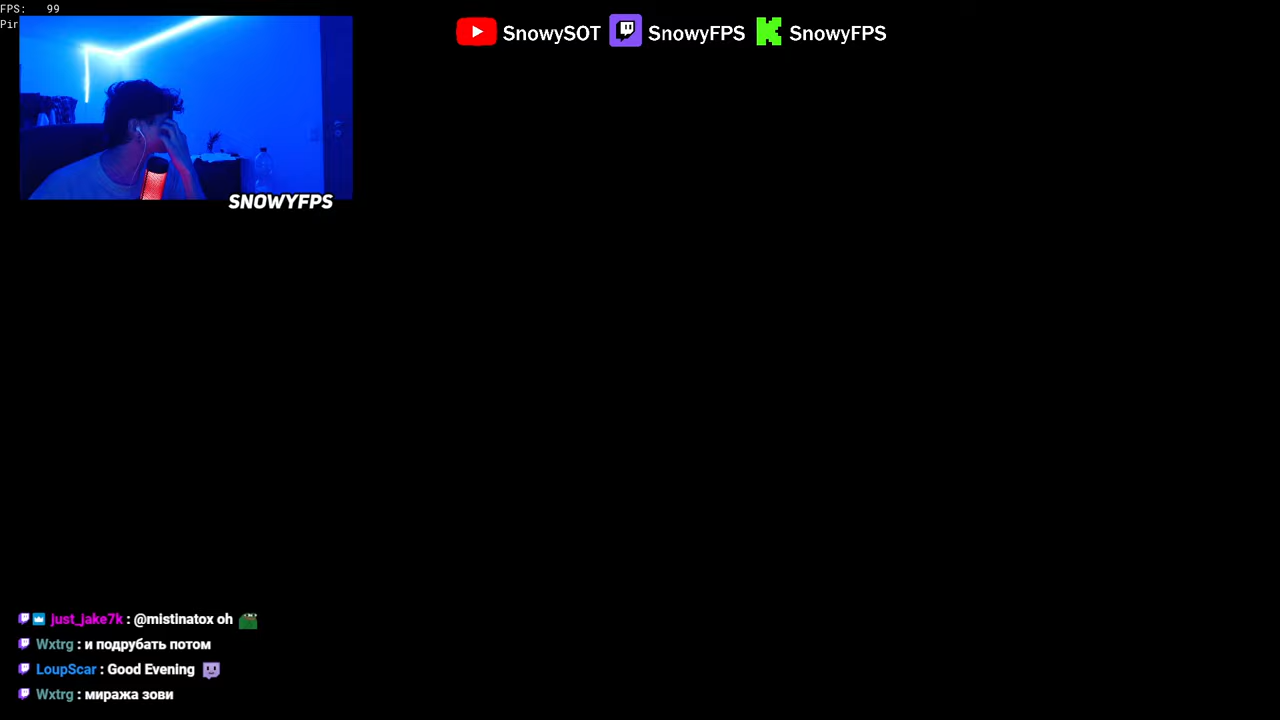 FPS: 99
SnowySOT SnowyFPS SnowyFPS
SNOWYFPS
just_jake7k : @mistinatox oh
Wxtrg : и подрубать потом
LoupScar : Good Evening
Wxtrg : миража зови